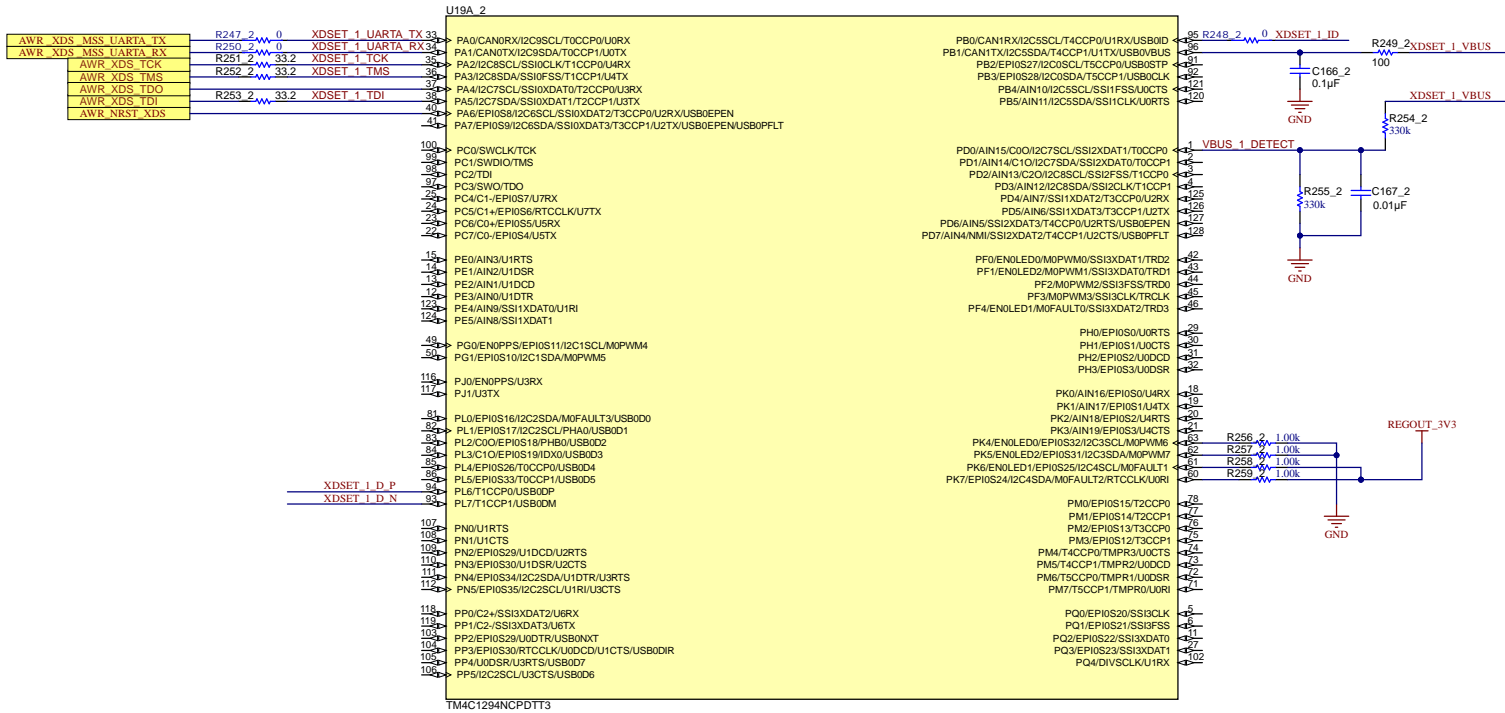 U19A_2
AWR_XDS_MSS_UARTA_TX R247_2 0 XDSET_1_UARTA_TX 33 PA0/CAN0RX/I2C9SCL/T0CCP0/U0RX
AWR_XDS_MSS_UARTA_RX R250_2 0 XDSET_1_UARTA_RX 34 PA1/CAN0TX/I2C9SDA/T0CCP1/U0TX
AWR_XDS_TCK R251_2 33.2 XDSET_1_TCK 35 PA2/I2C8SCL/SSI0CLK/T1CCP0/U4RX
AWR_XDS_TMS R252_2 33.2 XDSET_1_TMS 36 PA3/I2C8SDA/SSI0FSS/T1CCP1/U4TX
AWR_XDS_TDO 37 PA4/I2C7SCL/SSI0XDAT0/T2CCP0/U3RX
AWR_XDS_TDI R253_2 33.2 XDSET_1_TDI 38 PA5/I2C7SDA/SSI0XDAT1/T2CCP1/U3TX
AWR_NRST_XDS 40 PA6/EPI0S8/I2C6SCL/SSI0XDAT2/T3CCP0/U2RX/USB0EPEN
41 PA7/EPI0S9/I2C6SDA/SSI0XDAT3/T3CCP1/U2TX/USB0EPEN/USB0PFLT
100 PC0/SWCLK/TCK
99 PC1/SWDIO/TMS
98 PC2/TDI
97 PC3/SWO/TDO
25 PC4/C1-/EPI0S7/U7RX
24 PC5/C1+/EPI0S6/RTCCLK/U7TX
23 PC6/C0+/EPI0S5/U5RX
22 PC7/C0-/EPI0S4/U5TX
15 PE0/AIN3/U1RTS
14 PE1/AIN2/U1DSR
13 PE2/AIN1/U1DCD
12 PE3/AIN0/U1DTR
123 PE4/AIN9/SSI1XDAT0/U1RI
124 PE5/AIN8/SSI1XDAT1
49 PG0/EN0PPS/EPI0S11/I2C1SCL/M0PWM4
50 PG1/EPI0S10/I2C1SDA/M0PWM5
116 PJ0/EN0PPS/U3RX
117 PJ1/U3TX
81 PL0/EPI0S16/I2C2SDA/M0FAULT3/USB0D0
82 PL1/EPI0S17/I2C2SCL/PHA0/USB0D1
83 PL2/C0O/EPI0S18/PHB0/USB0D2
84 PL3/C1O/EPI0S19/IDX0/USB0D3
85 PL4/EPI0S26/T0CCP0/USB0D4
86 PL5/EPI0S33/T0CCP1/USB0D5
XDSET_1_D_P 94 PL6/T1CCP0/USB0DP
XDSET_1_D_N 93 PL7/T1CCP1/USB0DM
107 PN0/U1RTS
108 PN1/U1CTS
109 PN2/EPI0S29/U1DCD/U2RTS
110 PN3/EPI0S30/U1DSR/U2CTS
111 PN4/EPI0S34/I2C2SDA/U1DTR/U3RTS
112 PN5/EPI0S35/I2C2SCL/U1RI/U3CTS
118 PP0/C2+/SSI3XDAT2/U6RX
119 PP1/C2-/SSI3XDAT3/U6TX
103 PP2/EPI0S29/U0DTR/USB0NXT
104 PP3/EPI0S30/RTCCLK/U0DCD/U1CTS/USB0DIR
105 PP4/U0DSR/U3RTS/USB0D7
106 PP5/I2C2SCL/U3CTS/USB0D6
PB0/CAN1RX/I2C5SCL/T4CCP0/U1RX/USB0ID 95 R248_2 0 XDSET_1_ID
PB1/CAN1TX/I2C5SDA/T4CCP1/U1TX/USB0VBUS 96 R249_2 100 XDSET_1_VBUS
PB2/EPI0S27/I2C0SCL/T5CCP0/USB0STP 91
PB3/EPI0S28/I2C0SDA/T5CCP1/USB0CLK 92
PB4/AIN10/I2C5SCL/SSI1FSS/U0CTS 121
PB5/AIN11/I2C5SDA/SSI1CLK/U0RTS 120
C166_2
0.1µF
GND
XDSET_1_VBUS
R254_2
330k
PD0/AIN15/C0O/I2C7SCL/SSI2XDAT1/T0CCP0 1 VBUS_1_DETECT
PD1/AIN14/C1O/I2C7SDA/SSI2XDAT0/T0CCP1 2
PD2/AIN13/C2O/I2C8SCL/SSI2FSS/T1CCP0 3
PD3/AIN12/I2C8SDA/SSI2CLK/T1CCP1 4
PD4/AIN7/SSI1XDAT2/T3CCP0/U2RX 125
PD5/AIN6/SSI1XDAT3/T3CCP1/U2TX 126
PD6/AIN5/SSI2XDAT3/T4CCP0/U2RTS/USB0EPEN 127
PD7/AIN4/NMI/SSI2XDAT2/T4CCP1/U2CTS/USB0PFLT 128
R255_2 C167_2
330k 0.01µF
GND
PF0/EN0LED0/M0PWM0/SSI3XDAT1/TRD2 42
PF1/EN0LED2/M0PWM1/SSI3XDAT0/TRD1 43
PF2/M0PWM2/SSI3FSS/TRD0 44
PF3/M0PWM3/SSI3CLK/TRCLK 45
PF4/EN0LED1/M0FAULT0/SSI3XDAT2/TRD3 46
PH0/EPI0S0/U0RTS 29
PH1/EPI0S1/U0CTS 30
PH2/EPI0S2/U0DCD 31
PH3/EPI0S3/U0DSR 32
PK0/AIN16/EPI0S0/U4RX 18
PK1/AIN17/EPI0S1/U4TX 19
PK2/AIN18/EPI0S2/U4RTS 20
PK3/AIN19/EPI0S3/U4CTS 21
REGOUT_3V3
PK4/EN0LED0/EPI0S32/I2C3SCL/M0PWM6 63 R256_2 1.00k
PK5/EN0LED2/EPI0S31/I2C3SDA/M0PWM7 62 R257_2 1.00k
PK6/EN0LED1/EPI0S25/I2C4SCL/M0FAULT1 61 R258_2 1.00k
PK7/EPI0S24/I2C4SDA/M0FAULT2/RTCCLK/U0RI 60 R259_2 1.00k
GND
PM0/EPI0S15/T2CCP0 78
PM1/EPI0S14/T2CCP1 77
PM2/EPI0S13/T3CCP0 76
PM3/EPI0S12/T3CCP1 75
PM4/T4CCP0/TMPR3/U0CTS 74
PM5/T4CCP1/TMPR2/U0DCD 73
PM6/T5CCP0/TMPR1/U0DSR 72
PM7/T5CCP1/TMPR0/U0RI 71
PQ0/EPI0S20/SSI3CLK 5
PQ1/EPI0S21/SSI3FSS 6
PQ2/EPI0S22/SSI3XDAT0 11
PQ3/EPI0S23/SSI3XDAT1 27
PQ4/DIVSCLK/U1RX 102
TM4C1294NCPDTT3